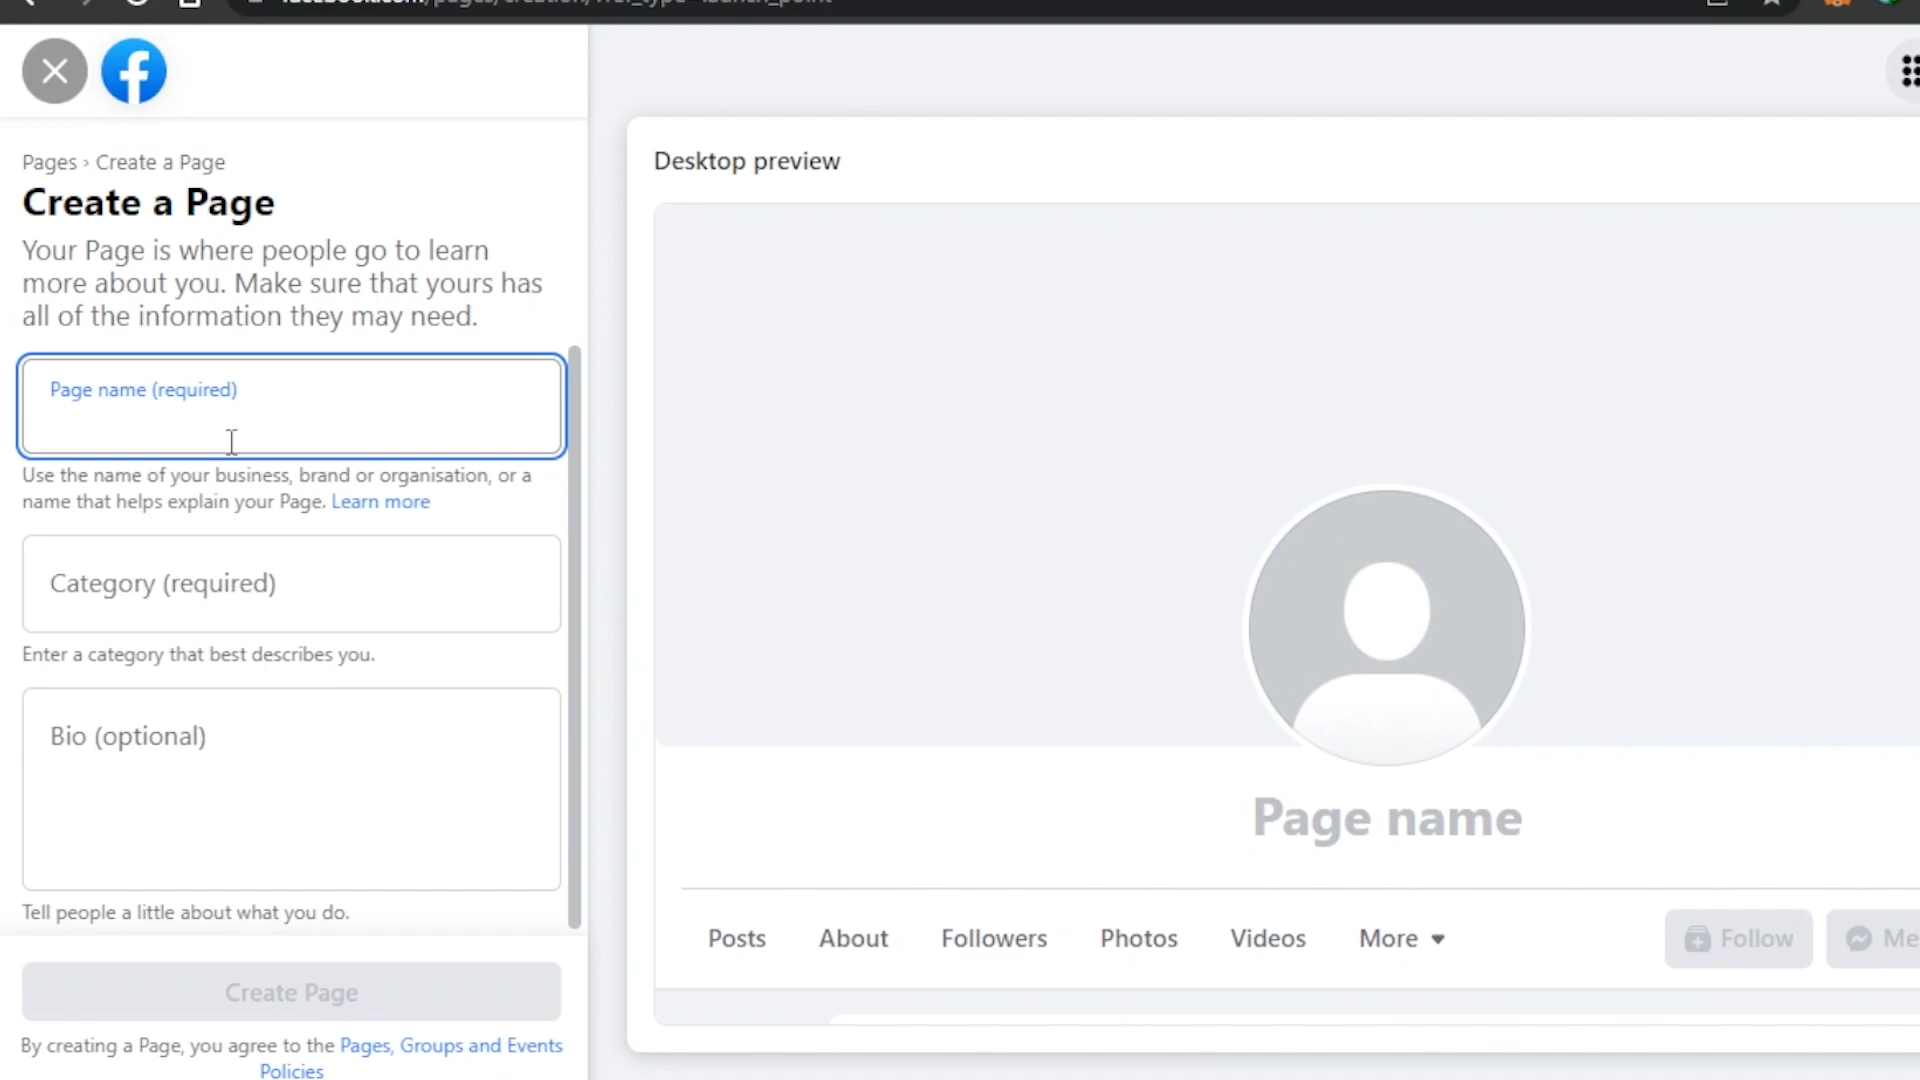 Pages › Create a Page
Create a Page
Your Page is where people go to learn
more about you. Make sure that yours has
all of the information they may need.
Page name (required)
Use the name of your business, brand or organisation, or a
name that helps explain your Page. Learn more
Category (required)
Enter a category that best describes you.
Bio (optional)
Tell people a little about what you do.
Create Page
By creating a Page, you agree to the Pages, Groups and Events
Policies
Desktop preview
Page name
Posts About Followers Photos Videos More Follow